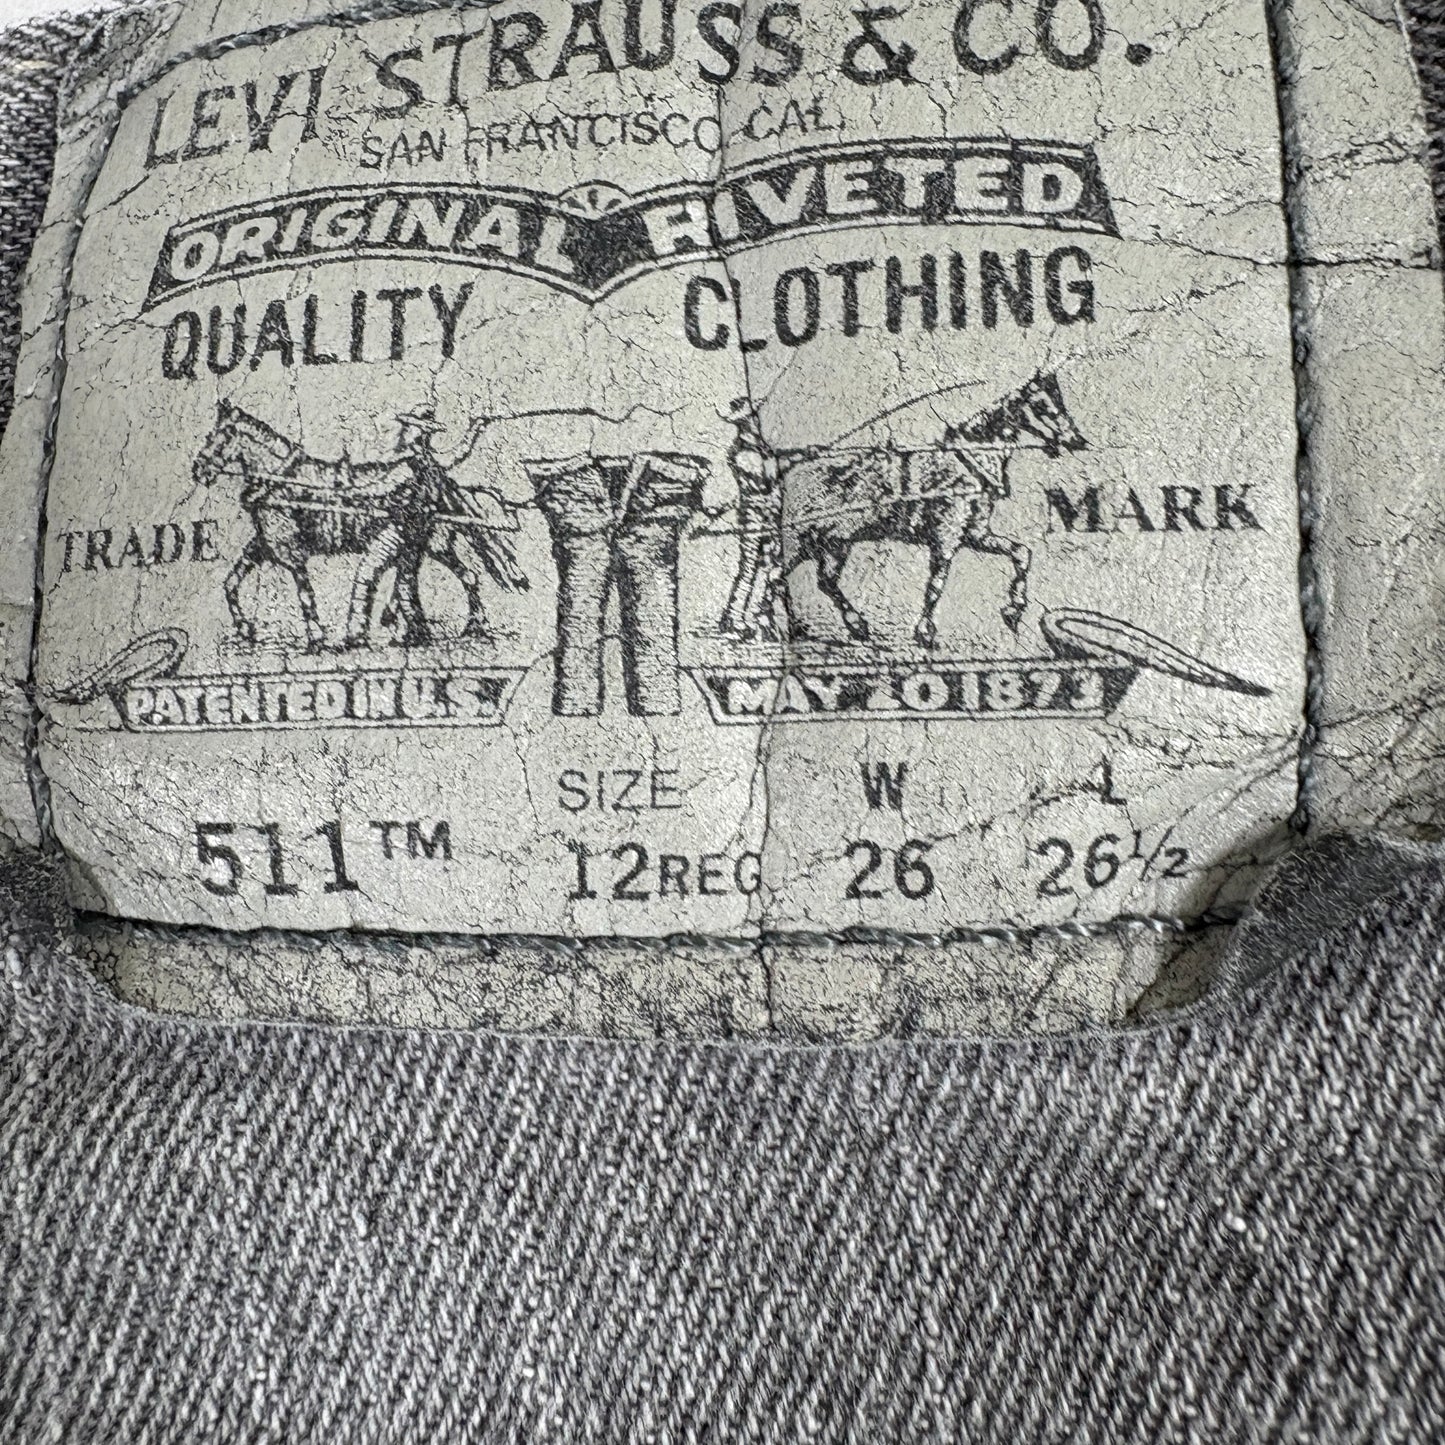 LEVI STRAUSS & CO.
SAN FRANCISCO CAL.
ORIGINAL RIVETED
QUALITY CLOTHING
TRADE MARK
PATENTED IN U.S. MAY 20 1873
SIZE W L
511™ 12REG 26 26½